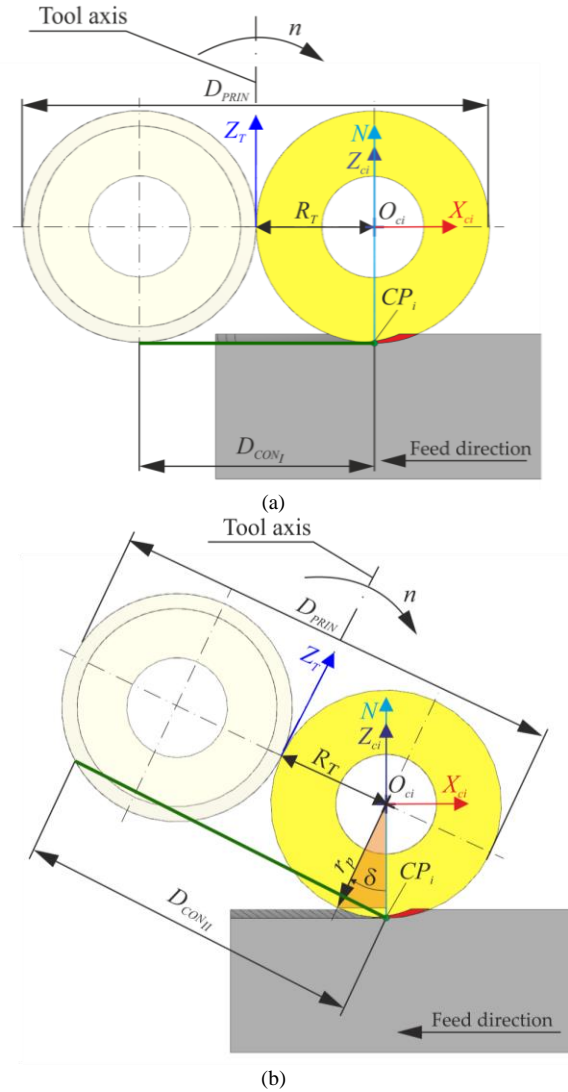 Tool axis
n
D_PRIN
Z_T
N
Z_ci
R_T
O_ci
X_ci
CP_i
D_CON_I
Feed direction
(a)
Tool axis
n
D_PRIN
Z_T
N
Z_ci
R_T
O_ci
X_ci
r_p
δ
CP_i
D_CON_II
Feed direction
(b)